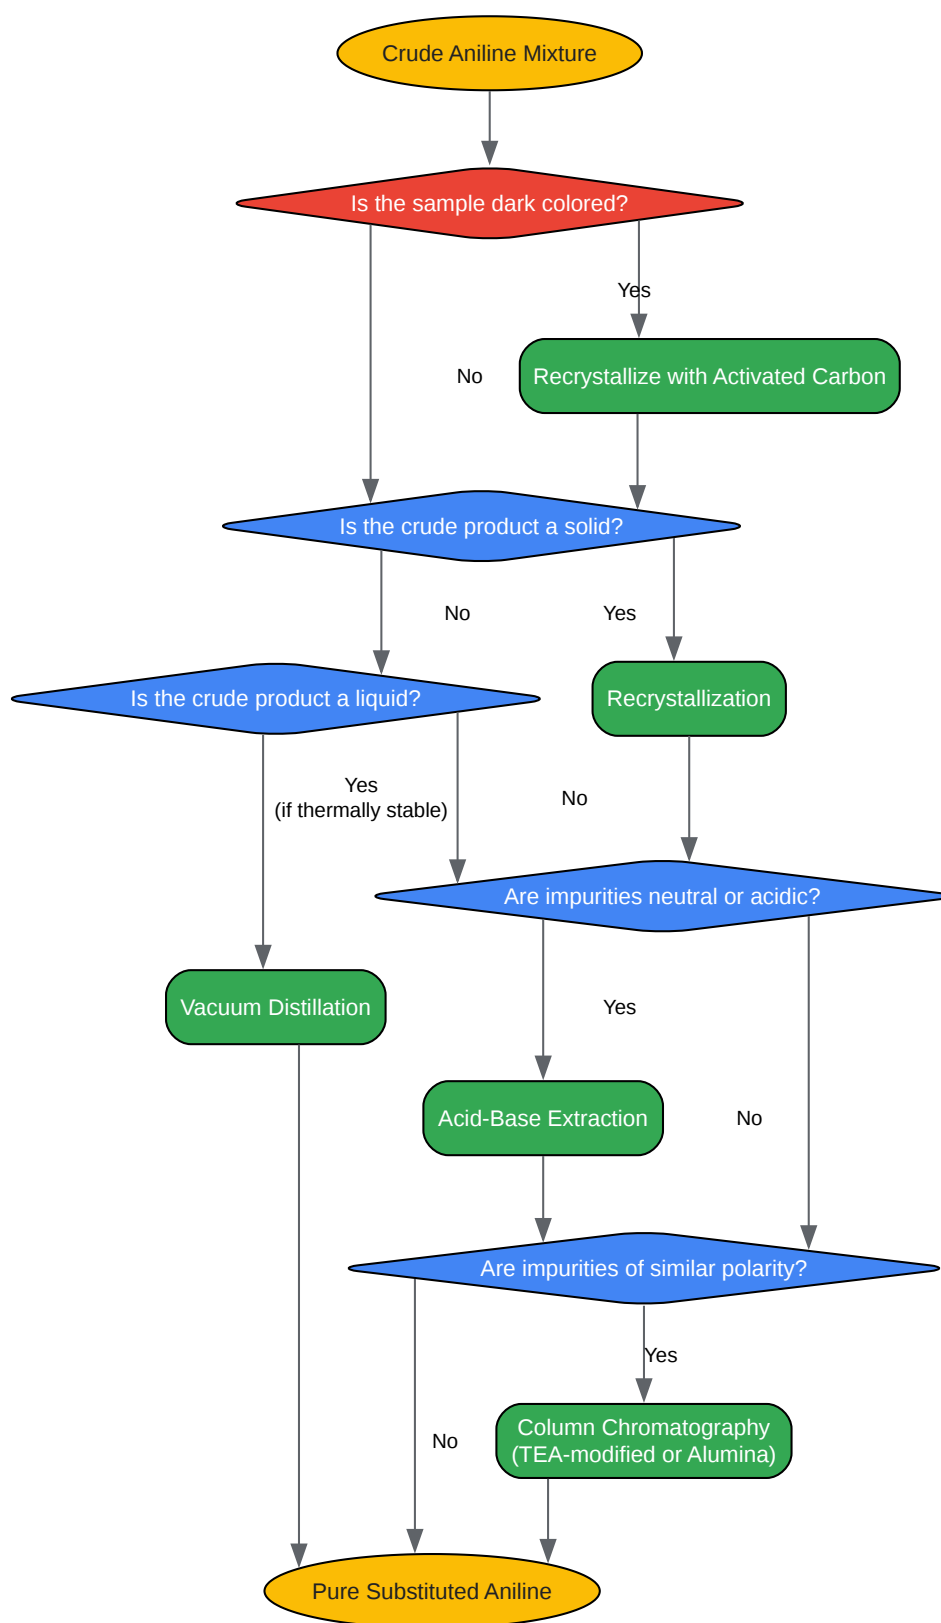 Crude Aniline Mixture
Is the sample dark colored?
Yes
No
Recrystallize with Activated Carbon
Is the crude product a solid?
No
Yes
Is the crude product a liquid?
Recrystallization
Yes
(if thermally stable)
No
Are impurities neutral or acidic?
Vacuum Distillation
Yes
Acid-Base Extraction
No
Are impurities of similar polarity?
Yes
No
Column Chromatography
(TEA-modified or Alumina)
Pure Substituted Aniline